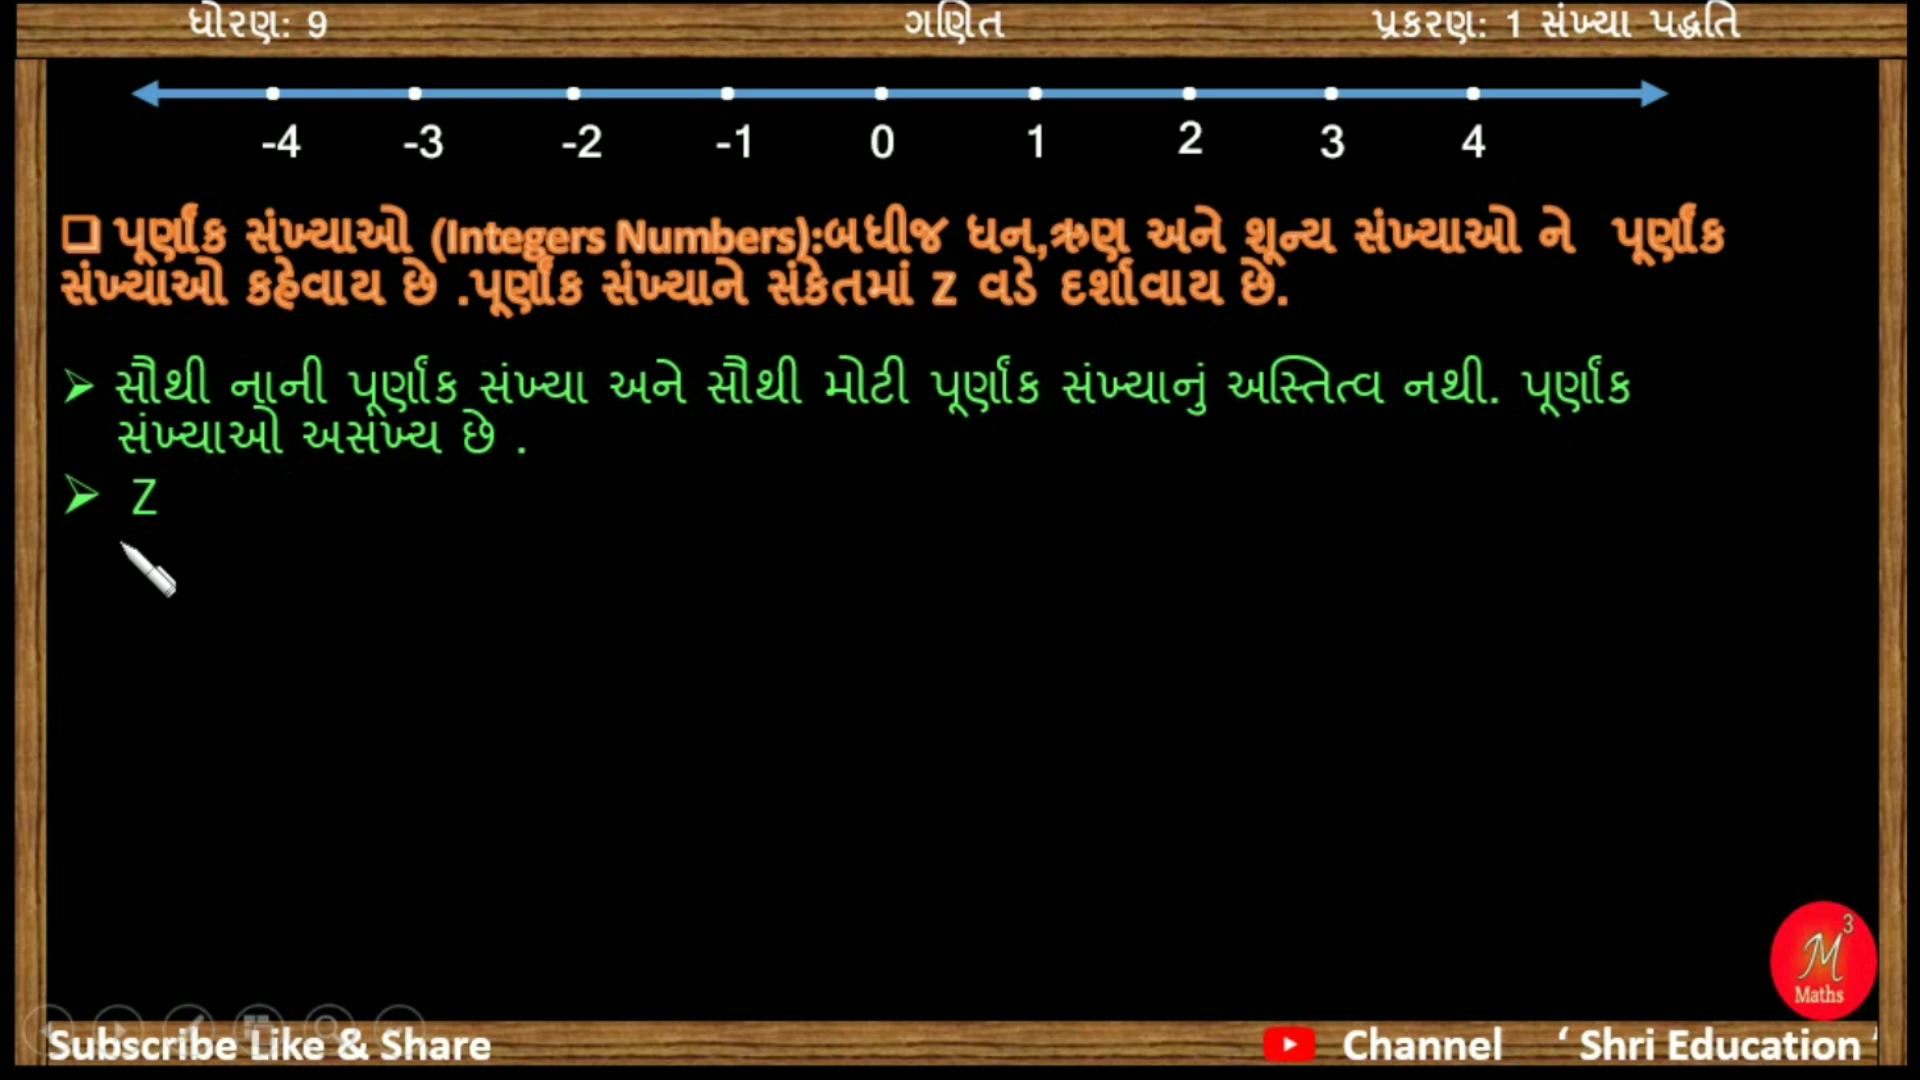 ધોરણ: 9 ગણિત પ્રકરણ: 1 સંખ્યા પદ્ધતિ
-4 -3 -2 -1 0 1 2 3 4
❑ પૂર્ણાંક સંખ્યાઓ (Integers Numbers):બધીજ ધન,ઋણ અને શૂન્ય સંખ્યાઓ ને પૂર્ણાંક
સંખ્યાઓ કહેવાય છે .પૂર્ણાંક સંખ્યાને સંકેતમાં Z વડે દર્શાવાય છે.
➢ સૌથી નાની પૂર્ણાંક સંખ્યા અને સૌથી મોટી પૂર્ણાંક સંખ્યાનું અસ્તિત્વ નથી. પૂર્ણાંક
સંખ્યાઓ અસંખ્ય છે .
➢ Z
M 3
Maths
Subscribe Like & Share Channel ‘ Shri Education ’